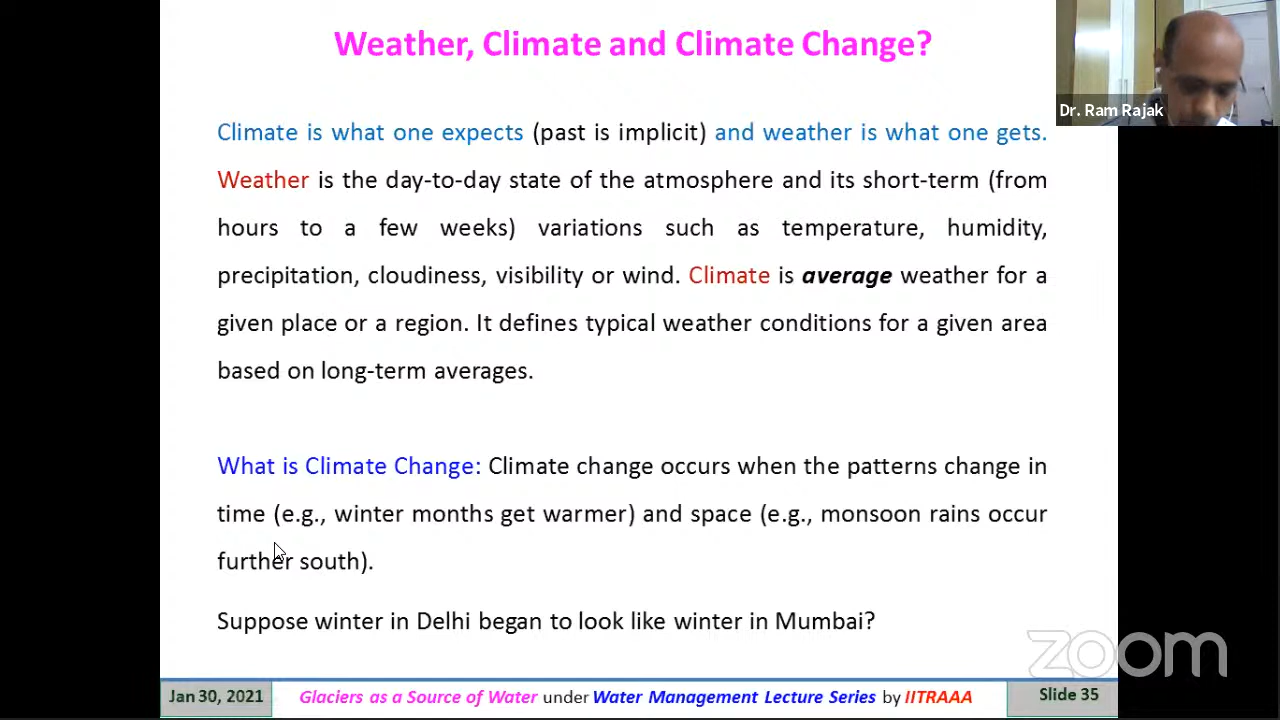 Weather, Climate and Climate Change?
Dr. Ram Rajak
Climate is what one expects (past is implicit) and weather is what one gets.
Weather is the day-to-day state of the atmosphere and its short-term (from
hours to a few weeks) variations such as temperature, humidity,
precipitation, cloudiness, visibility or wind. Climate is average weather for a
given place or a region. It defines typical weather conditions for a given area
based on long-term averages.
What is Climate Change: Climate change occurs when the patterns change in
time (e.g., winter months get warmer) and space (e.g., monsoon rains occur
further south).
Suppose winter in Delhi began to look like winter in Mumbai?
zoom
Jan 30, 2021 Glaciers as a Source of Water under Water Management Lecture Series by IITRAAA Slide 35